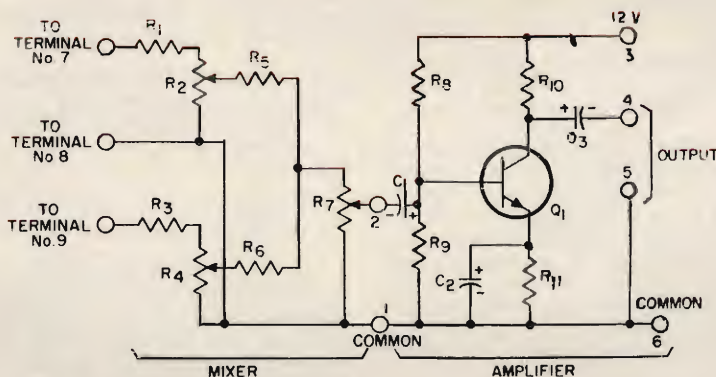 TO
TERMINAL
No. 7
R1
R2
R5
TO
TERMINAL
No 8
TO
TERMINAL
No. 9
R3
R4
R6
R7
2
-
C1
+
R8
R9
C2
+
-
R10
Q1
R11
+ -
C3
12 V
3
4
5
OUTPUT
1
COMMON
COMMON
6
MIXER
AMPLIFIER